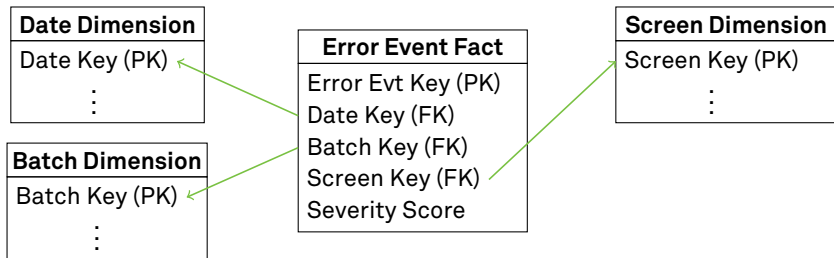 Date Dimension
Date Key (PK)
⋮
Batch Dimension
Batch Key (PK)
⋮
Error Event Fact
Error Evt Key (PK)
Date Key (FK)
Batch Key (FK)
Screen Key (FK)
Severity Score
Screen Dimension
Screen Key (PK)
⋮